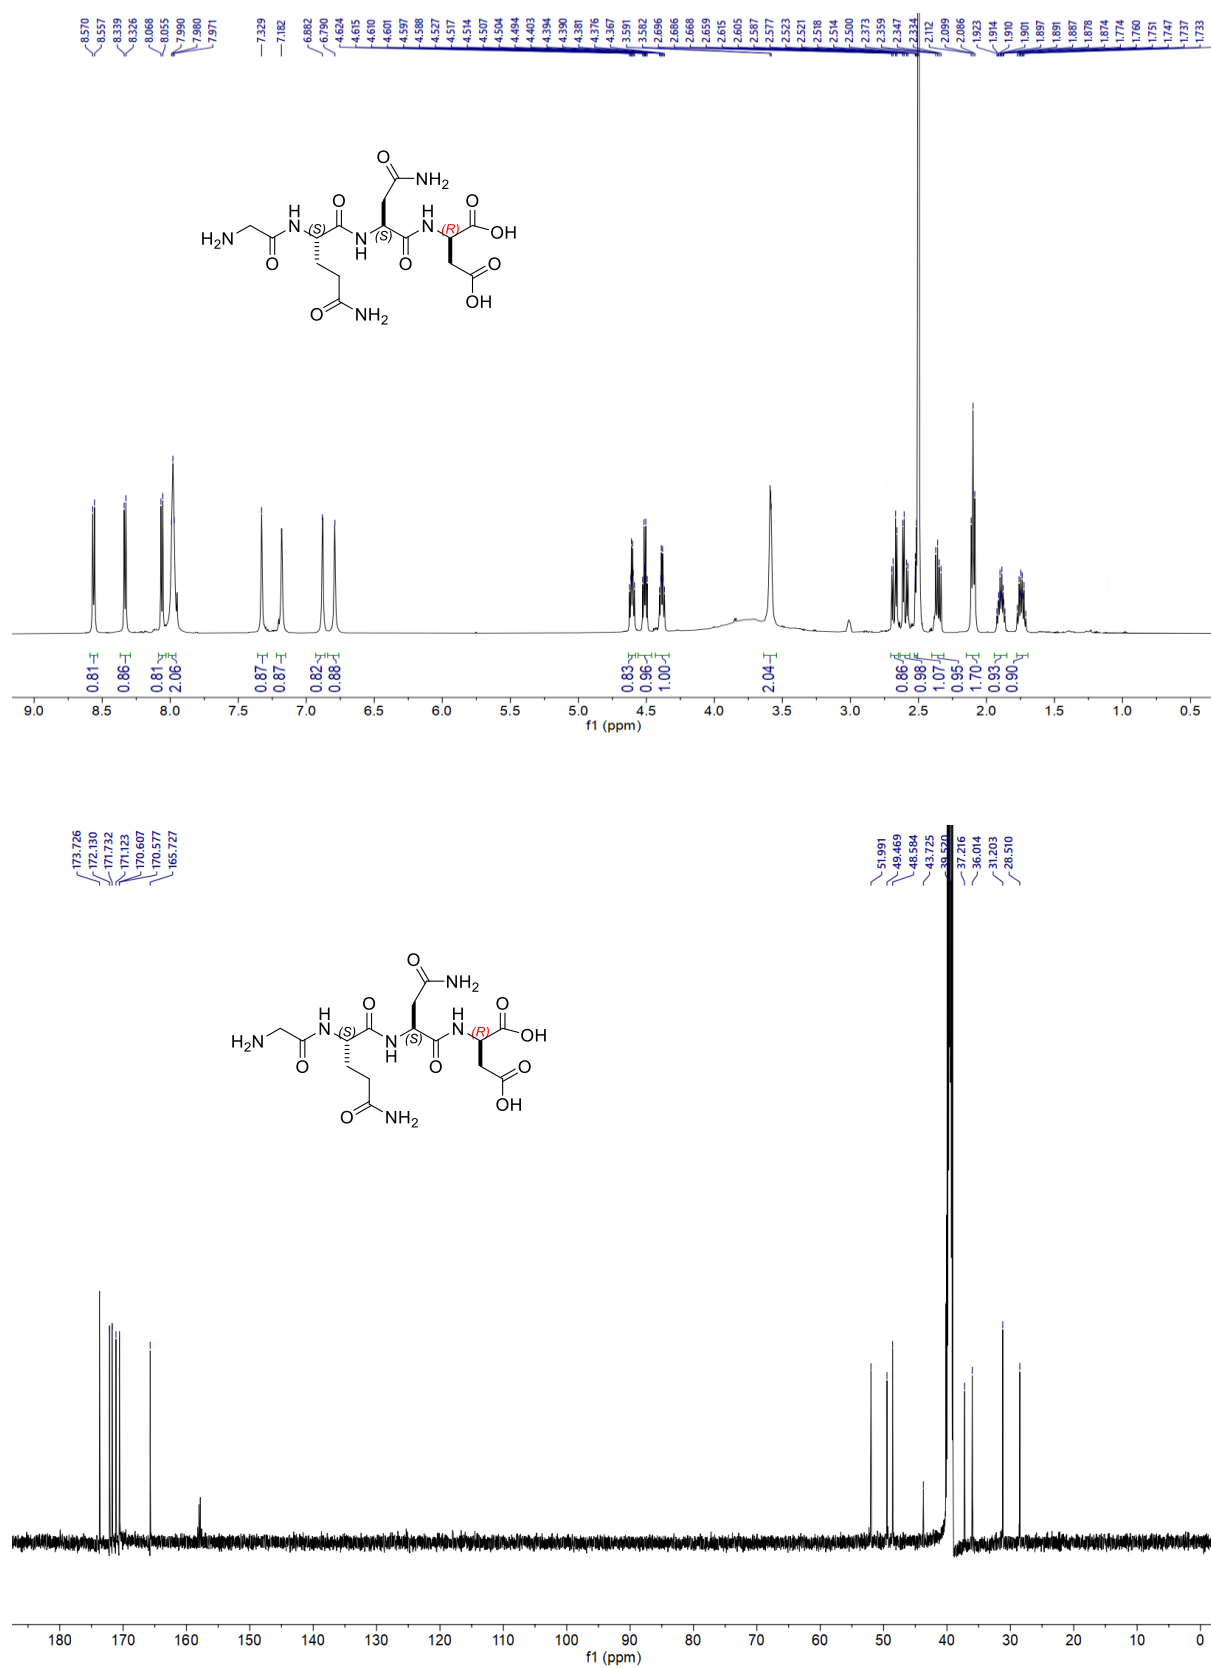 8.570 8.557 8.339 8.326 8.068 8.055 7.990 7.980 7.971 7.329 7.182 6.882 6.790 4.624 4.615 4.610 4.601 4.597 4.588 4.527 4.517 4.514 4.507 4.504 4.494 4.403 4.394 4.390 4.381 4.376 4.367 3.591 3.582 2.696 2.686 2.668 2.659 2.615 2.605 2.587 2.577 2.523 2.521 2.518 2.514 2.500 2.373 2.359 2.347 2.334 2.112 2.099 2.086 1.923 1.914 1.910 1.901 1.897 1.891 1.887 1.878 1.874 1.774 1.760 1.751 1.747 1.737 1.733
O
NH2
O O
H H
N (S) (S) N (R) OH
H2N N O
O H O
OH
O NH2
0.81 0.86 0.81 2.06 0.87 0.87 0.82 0.88 0.83 0.96 1.00 2.04 0.86 0.98 1.07 0.95 1.70 0.93 0.90
9.0 8.5 8.0 7.5 7.0 6.5 6.0 5.5 5.0 4.5 4.0 3.5 3.0 2.5 2.0 1.5 1.0 0.5
f1 (ppm)
173.726 172.130 171.732 171.123 170.607 170.577 165.727 51.991 49.469 48.584 43.725 39.520 37.216 36.014 31.203 28.510
O
NH2
O O
H H
N (S) (S) N (R) OH
H2N N O
O H O
OH
O NH2
180 170 160 150 140 130 120 110 100 90 80 70 60 50 40 30 20 10 0
f1 (ppm)